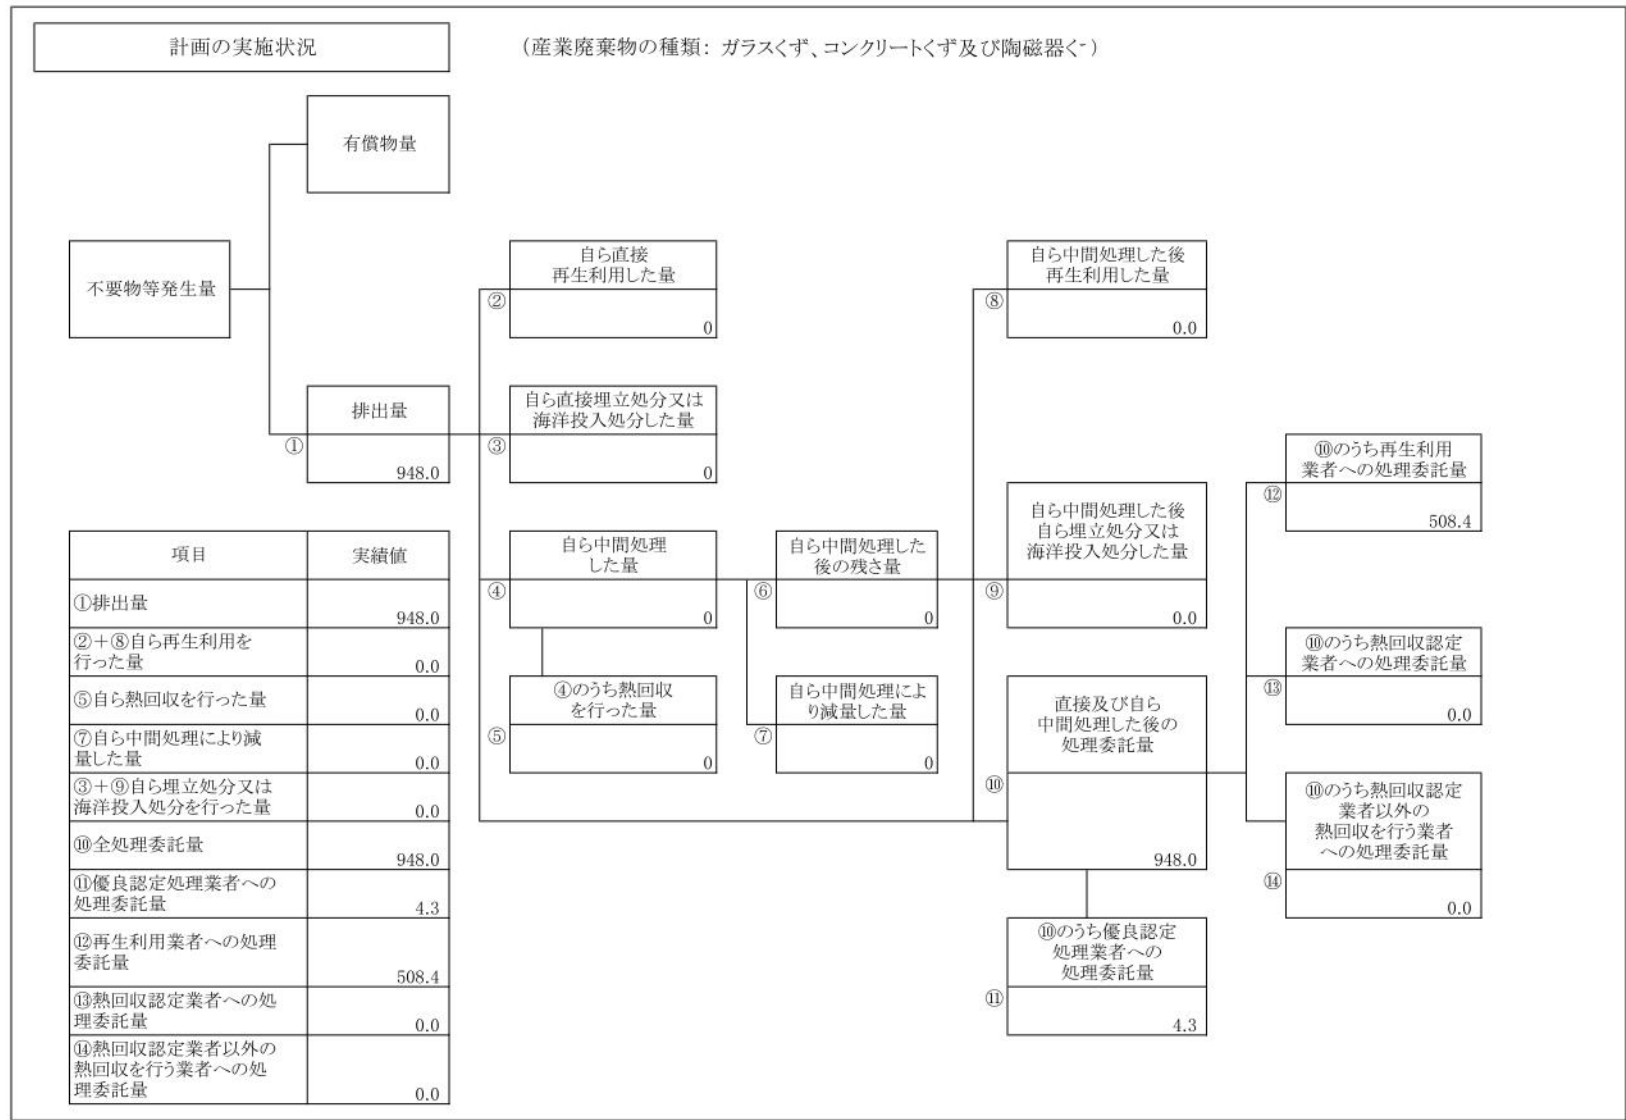 計画の実施状況
(産業廃棄物の種類: ガラスくず、コンクリートくず及び陶磁器く)
有償物量
不要物等発生量
自ら直接
再生利用した量
②
0
自ら中間処理した後
再生利用した量
⑧
0.0
排出量
①
948.0
自ら直接埋立処分又は
海洋投入処分した量
③
0
⑩のうち再生利用
業者への処理委託量
⑫
508.4
自ら中間処理
した量
④
0
自ら中間処理した
後の残さ量
⑥
0
自ら中間処理した後
自ら埋立処分又は
海洋投入処分した量
⑨
0.0
⑩のうち熱回収認定
業者への処理委託量
⑬
0.0
④のうち熱回収
を行った量
⑤
0
自ら中間処理によ
り減量した量
⑦
0
直接及び自ら
中間処理した後の
処理委託量
⑩
948.0
⑩のうち熱回収認定
業者以外の
熱回収を行う業者
への処理委託量
⑭
0.0
⑩のうち優良認定
処理業者への
処理委託量
⑪
4.3
項目
実績値
①排出量
948.0
②+⑧自ら再生利用を
行った量
0.0
⑤自ら熱回収を行った量
0.0
⑦自ら中間処理により減
量した量
0.0
③+⑨自ら埋立処分又は
海洋投入処分を行った量
0.0
⑩全処理委託量
948.0
⑪優良認定処理業者への
処理委託量
4.3
⑫再生利用業者への処理
委託量
508.4
⑬熱回収認定業者への処
理委託量
0.0
⑭熱回収認定業者以外の
熱回収を行う業者への処
理委託量
0.0